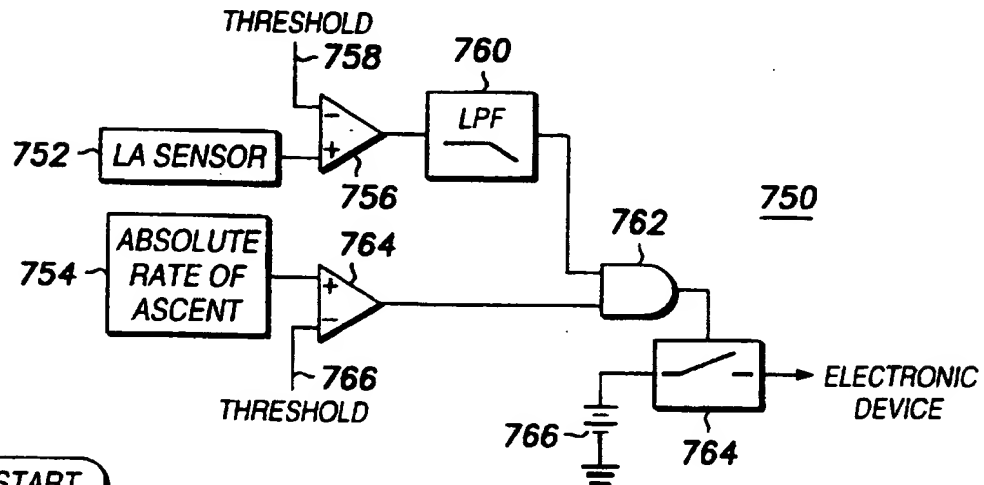 THRESHOLD
758
760
LPF
−
+
752
LA SENSOR
756
750
762
ABSOLUTE
RATE OF
ASCENT
754
764
+
−
766
THRESHOLD
ELECTRONIC
DEVICE
766
764
START